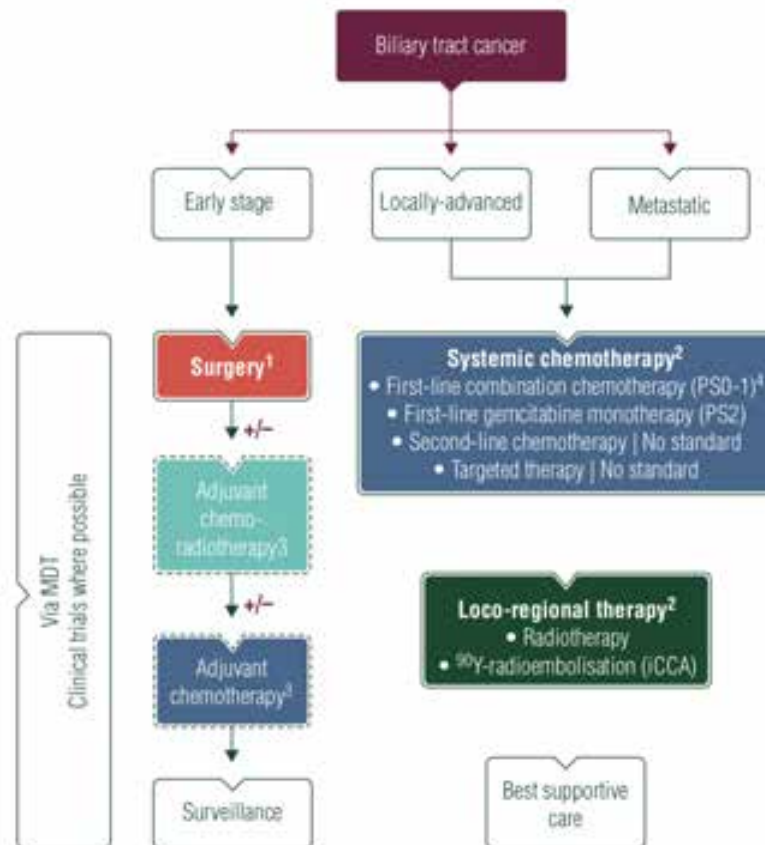 Biliary tract cancer
Early stage
Locally-advanced
Metastatic
Via MDT
Clinical trials where possible
Surgery¹
+/−
Adjuvant
chemo-
radiotherapy3
+/−
Adjuvant
chemotherapy³
Surveillance
Systemic chemotherapy²
• First-line combination chemotherapy (PS0-1)⁴
• First-line gemcitabine monotherapy (PS2)
• Second-line chemotherapy | No standard
• Targeted therapy | No standard
Loco-regional therapy²
• Radiotherapy
• ⁹⁰Y-radioembolisation (iCCA)
Best supportive
care